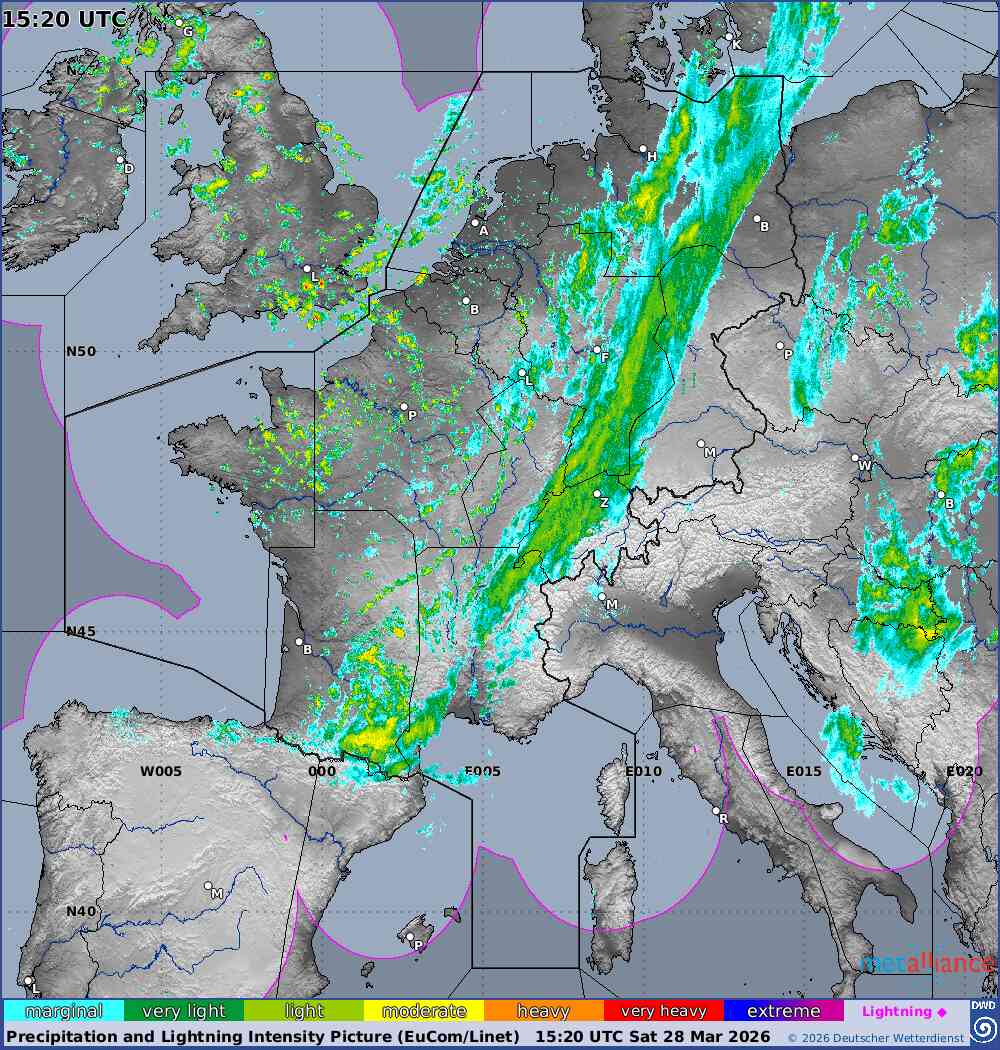 15:20 UTC
G
K
N55
D
H
A
B
L
B
N50
F
P
L
P
M
W
Z
B
M
N45
B
W005
000
E005
E010
E015
E020
R
M
N40
P
L
metalliance
marginal very light light moderate heavy very heavy extreme Lightning ◆ DWD
Precipitation and Lightning Intensity Picture (EuCom/Linet) 15:20 UTC Sat 28 Mar 2026 © 2026 Deutscher Wetterdienst